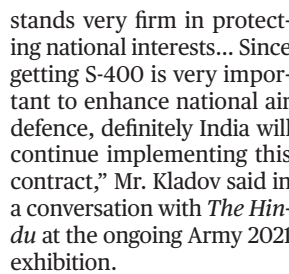 stands very firm in protect-
ing national interests... Since
getting S-400 is very impor-
tant to enhance national air
defence, definitely India will
continue implementing this
contract,” Mr. Kladov said in
a conversation with The Hin-
du at the ongoing Army 2021
exhibition.